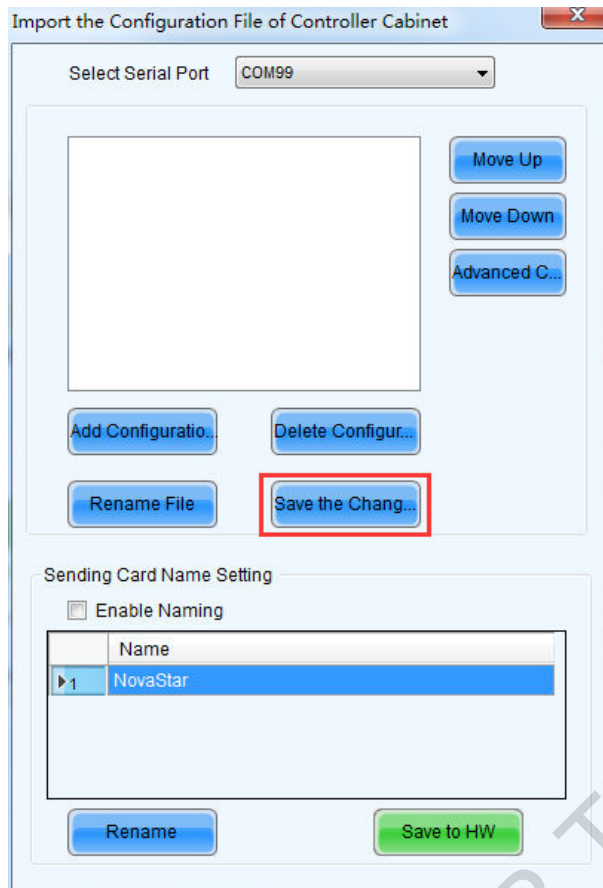 Import the Configuration File of Controller Cabinet
Select Serial Port COM99
Move Up
Move Down
Advanced C...
Add Configuratio...
Delete Configur...
Rename File
Save the Chang...
Sending Card Name Setting
Enable Naming
Name
1 NovaStar
Rename
Save to HW